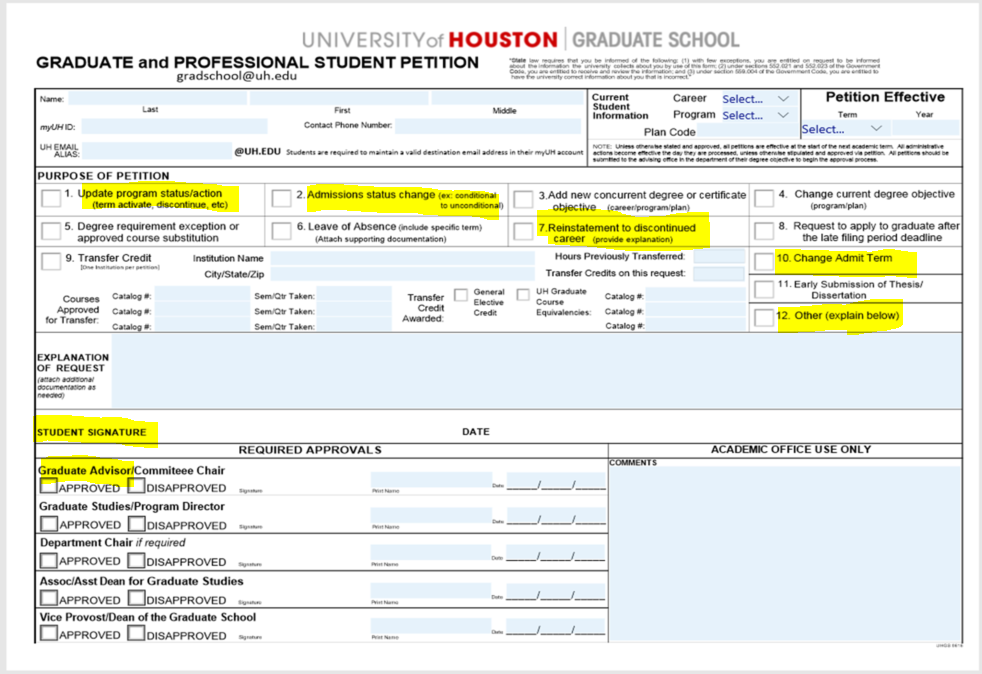 UNIVERSITY of HOUSTON | GRADUATE SCHOOL
GRADUATE and PROFESSIONAL STUDENT PETITION
gradschool@uh.edu
"State law requires that you be informed of the following: (1) with few exceptions, you are entitled on request to be informed
about the information the university collects about you by use of this form; (2) under sections 552.021 and 552.023 of the Government
Code, you are entitled to receive and review the information; and (3) under section 559.004 of the Government Code, you are entitled to
have the university correct information about you that is incorrect."
Name:
Last First Middle
myUH ID:
Contact Phone Number:
UH EMAIL
ALIAS:
@UH.EDU Students are required to maintain a valid destination email address in their myUH account
Current
Student
Information
Career Select...
Program Select...
Plan Code
Petition Effective
Term Year
Select...
NOTE: Unless otherwise stated and approved, all petitions are effective at the start of the next academic term. All administrative
actions become effective the day they are processed, unless otherwise stipulated and approved via petition. All petitions should be
submitted to the advising office in the department of their degree objective to begin the approval process.
PURPOSE OF PETITION
1. Update program status/action
(term activate, discontinue, etc)
2. Admissions status change (ex: conditional
to unconditional)
3.Add new concurrent degree or certificate
objective (career/program/plan)
4. Change current degree objective
(program/plan)
5. Degree requirement exception or
approved course substitution
6. Leave of Absence (include specific term)
(Attach supporting documentation)
7.Reinstatement to discontinued
career (provide explanation)
8. Request to apply to graduate after
the late filing period deadline
9. Transfer Credit
[One Institution per petition]
Institution Name
City/State/Zip
Hours Previously Transferred:
Transfer Credits on this request:
10. Change Admit Term
11. Early Submission of Thesis/
Dissertation
12. Other (explain below)
Courses
Approved
for Transfer:
Catalog #: Sem/Qtr Taken:
Catalog #: Sem/Qtr Taken:
Catalog #: Sem/Qtr Taken:
Transfer
Credit
Awarded:
General
Elective
Credit
UH Graduate
Course
Equivalencies:
Catalog #:
Catalog #:
Catalog #:
EXPLANATION
OF REQUEST
(attach additional
documentation as
needed)
STUDENT SIGNATURE DATE
REQUIRED APPROVALS
ACADEMIC OFFICE USE ONLY
COMMENTS
Graduate Advisor/Commiteee Chair
APPROVED DISAPPROVED Signature Print Name Date ____/____/____
Graduate Studies/Program Director
APPROVED DISAPPROVED Signature Print Name Date ____/____/____
Department Chair if required
APPROVED DISAPPROVED Signature Print Name Date ____/____/____
Assoc/Asst Dean for Graduate Studies
APPROVED DISAPPROVED Signature Print Name Date ____/____/____
Vice Provost/Dean of the Graduate School
APPROVED DISAPPROVED Signature Print Name Date ____/____/____